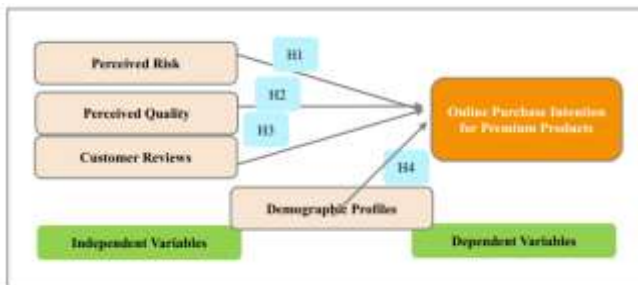 Perceived Risk
H1
Perceived Quality
H2
Customer Reviews
H3
Online Purchase Intention
for Premium Products
H4
Demographic Profiles
Independent Variables
Dependent Variables